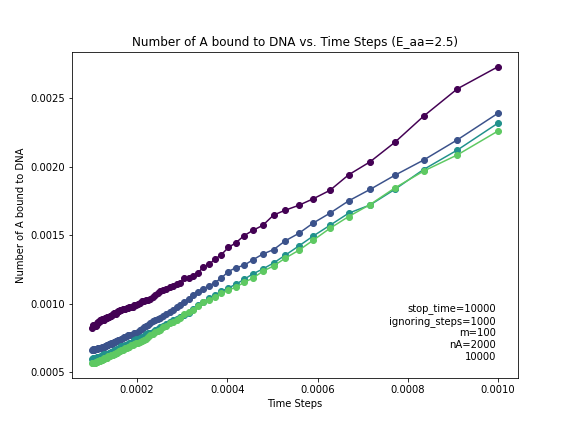 Number of A bound to DNA vs. Time Steps (E_aa=2.5)
Number of A bound to DNA
0.0025
0.0020
0.0015
0.0010
0.0005
stop_time=10000
ignoring_steps=1000
m=100
nA=2000
10000
0.0002 0.0004 0.0006 0.0008 0.0010
Time Steps